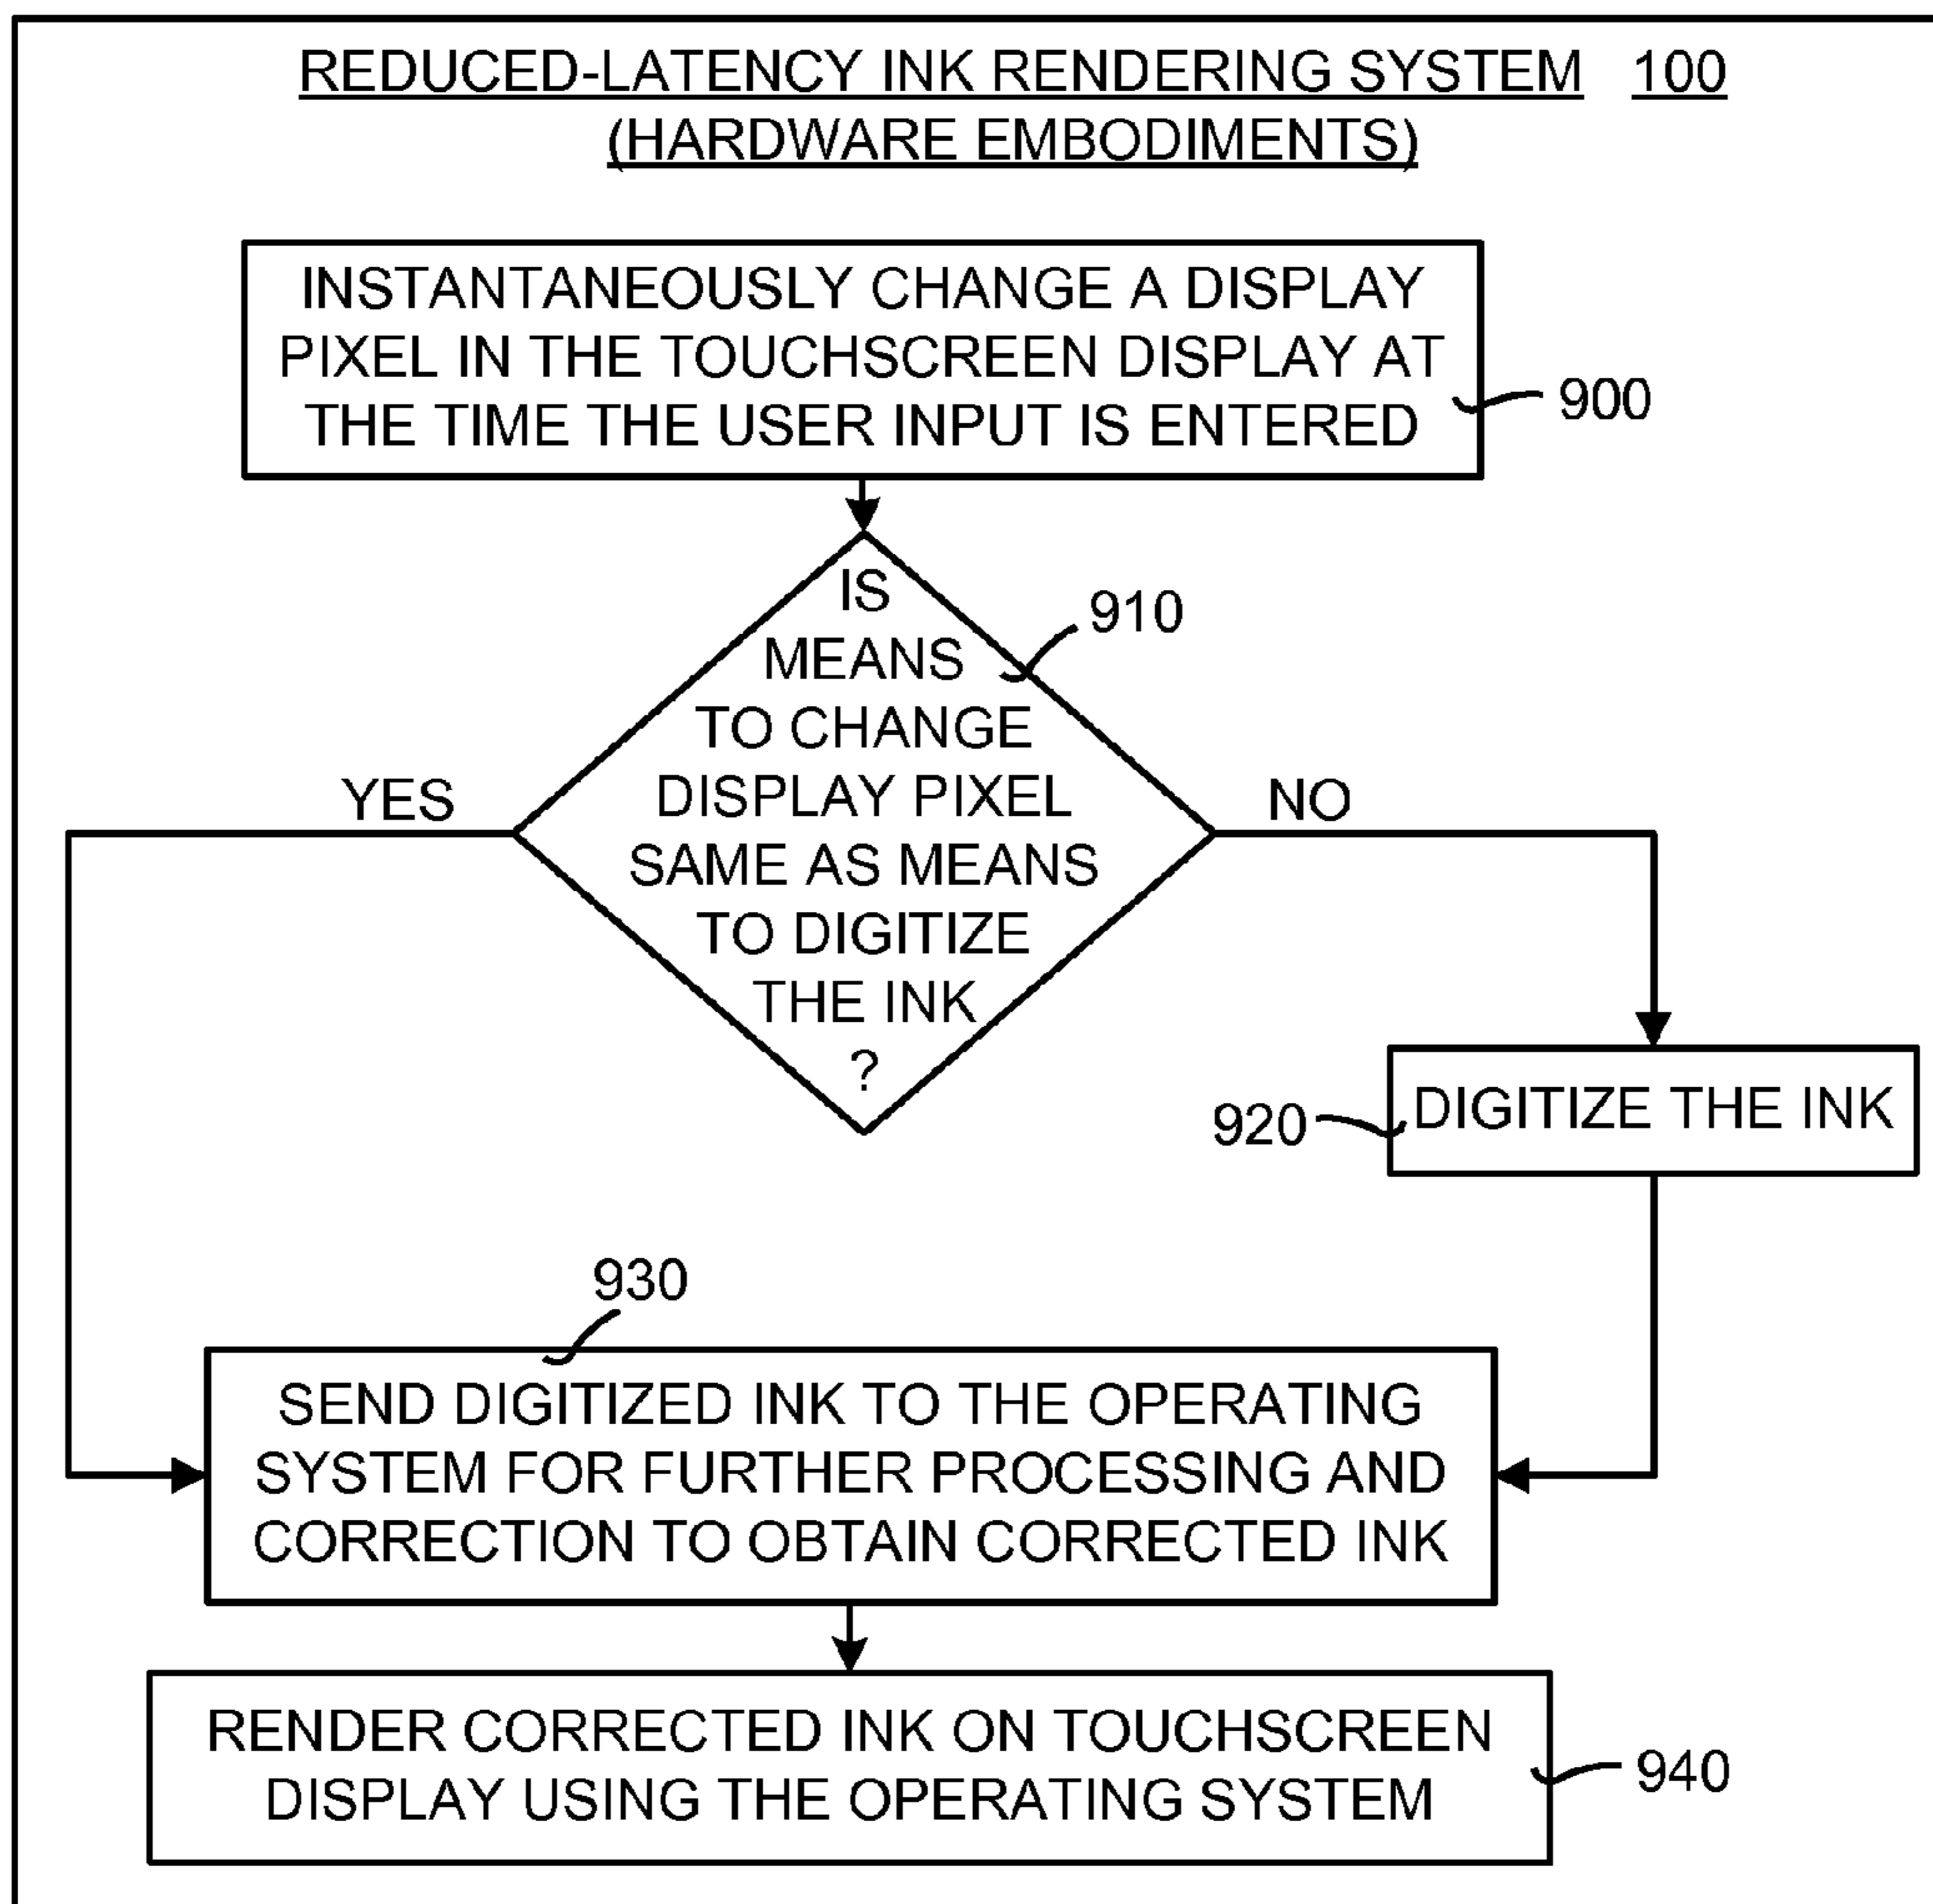 REDUCED-LATENCY INK RENDERING SYSTEM 100
(HARDWARE EMBODIMENTS)
INSTANTANEOUSLY CHANGE A DISPLAY
PIXEL IN THE TOUCHSCREEN DISPLAY AT
THE TIME THE USER INPUT IS ENTERED
900
IS
MEANS
TO CHANGE
DISPLAY PIXEL
SAME AS MEANS
TO DIGITIZE
THE INK
?
910
YES
NO
920
DIGITIZE THE INK
930
SEND DIGITIZED INK TO THE OPERATING
SYSTEM FOR FURTHER PROCESSING AND
CORRECTION TO OBTAIN CORRECTED INK
RENDER CORRECTED INK ON TOUCHSCREEN
DISPLAY USING THE OPERATING SYSTEM
940